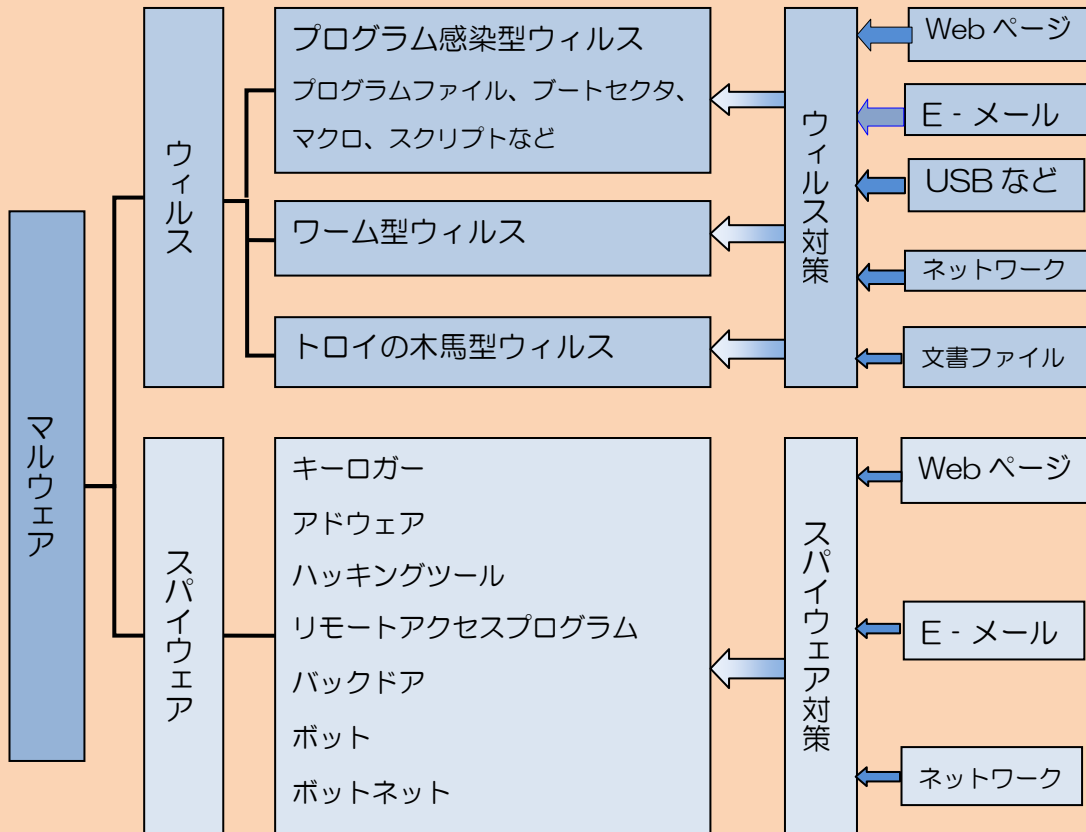 マルウェア
ウィルス
プログラム感染型ウィルス
プログラムファイル、ブートセクタ、
マクロ、スクリプトなど
ワーム型ウィルス
トロイの木馬型ウィルス
ウィルス対策
Web ページ
E - メール
USB など
ネットワーク
文書ファイル
スパイウェア
キーロガー
アドウェア
ハッキングツール
リモートアクセスプログラム
バックドア
ボット
ボットネット
スパイウェア対策
Web ページ
E - メール
ネットワーク